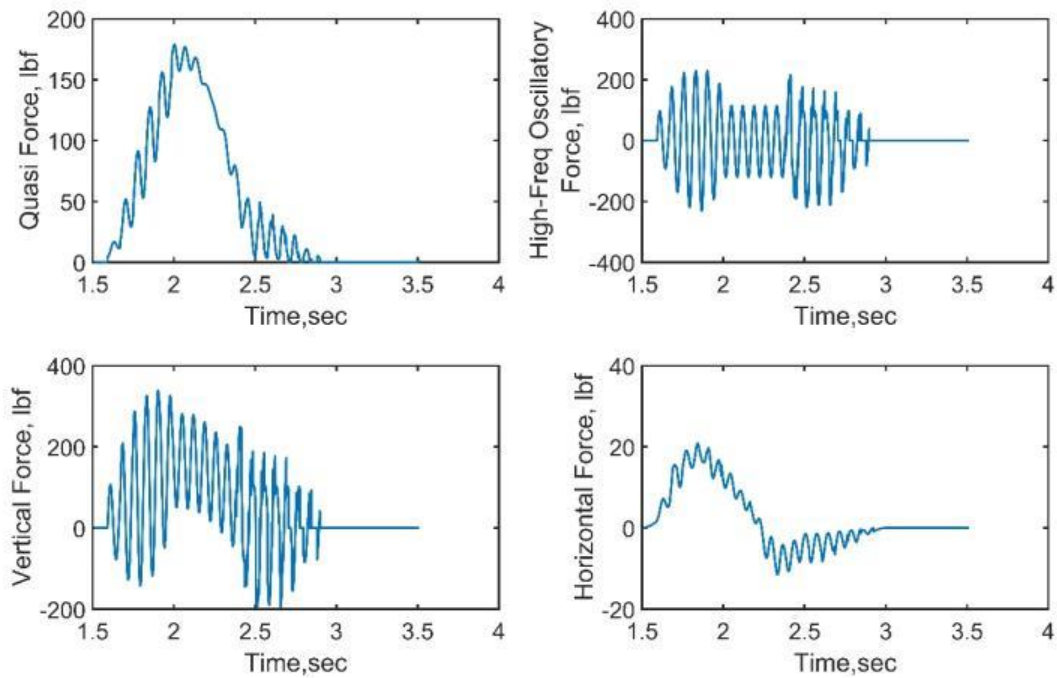 Quasi Force, lbf
200
150
100
50
0
1.5 2 2.5 3 3.5 4
Time,sec
High-Freq Oscillatory
Force, lbf
400
200
0
-200
-400
1.5 2 2.5 3 3.5 4
Time,sec
Vertical Force, lbf
400
200
0
-200
1.5 2 2.5 3 3.5 4
Time,sec
Horizontal Force, lbf
40
20
0
-20
1.5 2 2.5 3 3.5 4
Time,sec